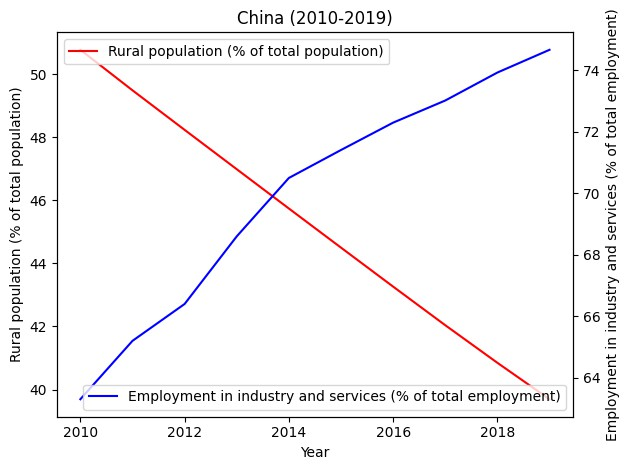 China (2010-2019)
Rural population (% of total population)
Employment in industry and services (% of total employment)
Rural population (% of total population)
50
48
46
44
42
40
Employment in industry and services (% of total employment)
74
72
70
68
66
64
2010
2012
2014
2016
2018
Year